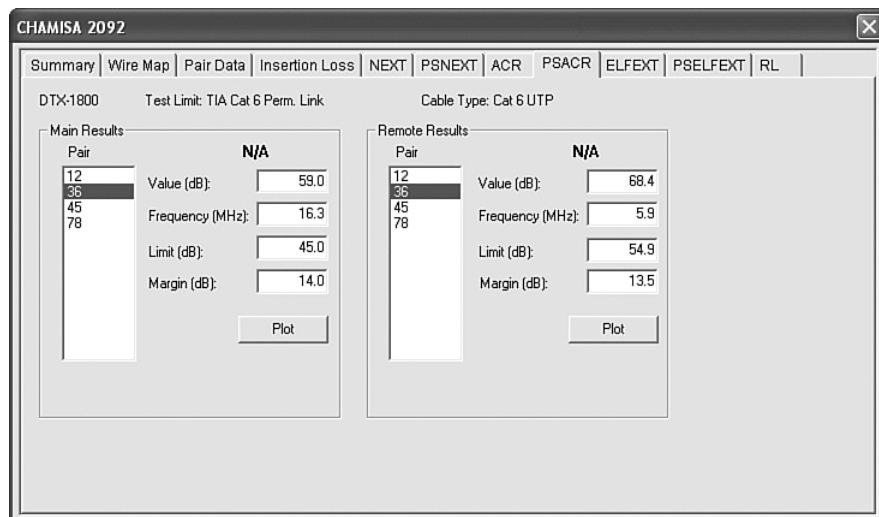 CHAMISA 2092
Summary Wire Map Pair Data Insertion Loss NEXT PSNEXT ACR PSACR ELFEXT PSELFEXT RL
DTX-1800 Test Limit: TIA Cat 6 Perm. Link Cable Type: Cat 6 UTP
Main Results
Pair N/A
12
36
45
78
Value (dB): 59.0
Frequency (MHz): 16.3
Limit (dB): 45.0
Margin (dB): 14.0
Plot
Remote Results
Pair N/A
12
36
45
78
Value (dB): 68.4
Frequency (MHz): 5.9
Limit (dB): 54.9
Margin (dB): 13.5
Plot